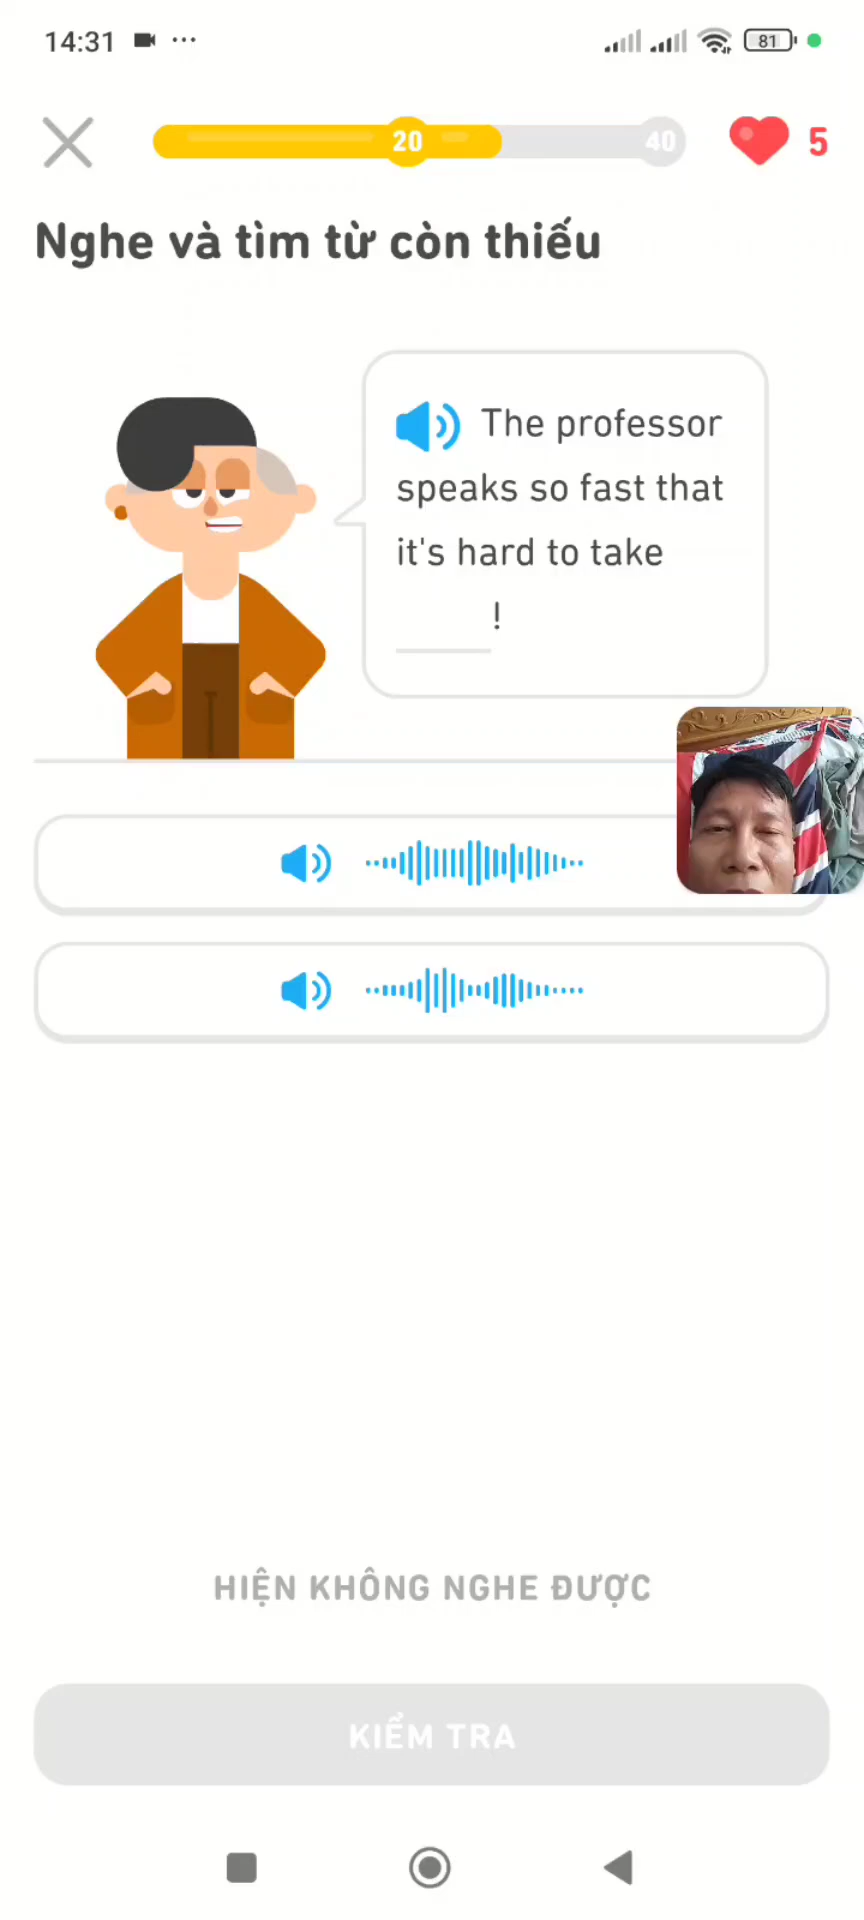 14:31
81
20
40
5
Nghe và tìm từ còn thiếu
The professor
speaks so fast that
it's hard to take
!
HIỆN KHÔNG NGHE ĐƯỢC
KIỂM TRA